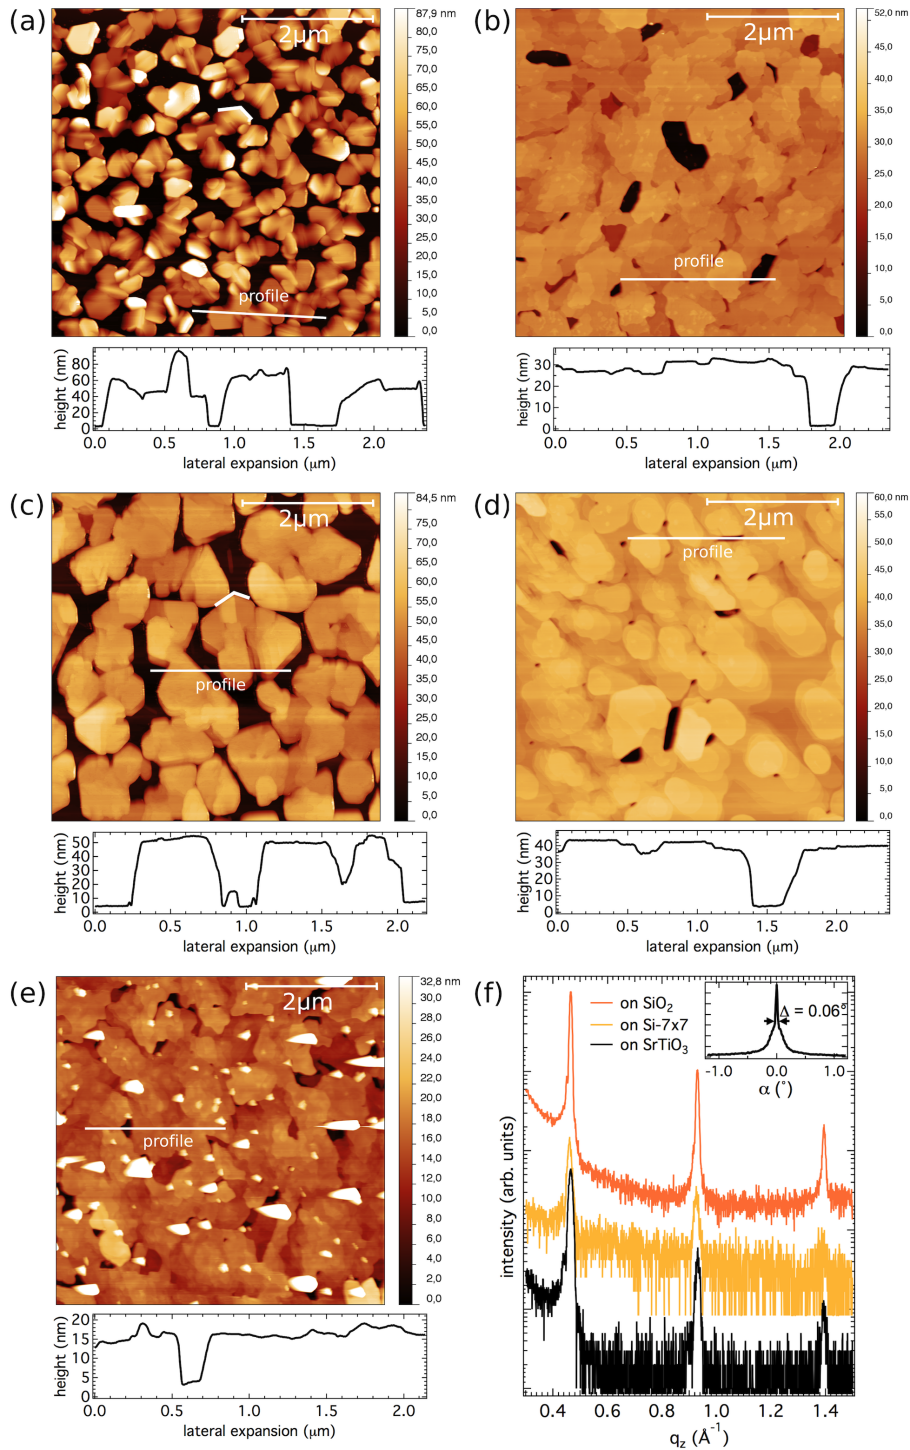 (a)
2μm
profile
87,9 nm
80,0
75,0
70,0
65,0
60,0
55,0
50,0
45,0
40,0
35,0
30,0
25,0
20,0
15,0
10,0
5,0
0,0
height (nm)
80
60
40
20
0
0.0 0.5 1.0 1.5 2.0
lateral expansion (μm)
(b)
2μm
profile
52,0 nm
45,0
40,0
35,0
30,0
25,0
20,0
15,0
10,0
5,0
0,0
height (nm)
30
20
10
0
0.0 0.5 1.0 1.5 2.0
lateral expansion (μm)
(c)
2μm
profile
84,5 nm
75,0
70,0
65,0
60,0
55,0
50,0
45,0
40,0
35,0
30,0
25,0
20,0
15,0
10,0
5,0
0,0
height (nm)
50
40
30
20
10
0
0.0 0.5 1.0 1.5 2.0
lateral expansion (μm)
(d)
2μm
profile
60,0 nm
50,0
45,0
40,0
35,0
30,0
25,0
20,0
15,0
10,0
5,0
0,0
height (nm)
40
30
20
10
0
0.0 0.5 1.0 1.5 2.0
lateral expansion (μm)
(e)
2μm
profile
32,8 nm
30,0
28,0
26,0
24,0
22,0
20,0
18,0
16,0
14,0
12,0
10,0
8,0
6,0
4,0
2,0
0,0
height (nm)
20
15
10
5
0
0.0 0.5 1.0 1.5 2.0
lateral expansion (μm)
(f)
on SiO₂
on Si-7x7
on SrTiO₃
Δ = 0.06°
-1.0 0.0 1.0
α (°)
intensity (arb. units)
0.4 0.6 0.8 1.0 1.2 1.4
q_z (Å⁻¹)